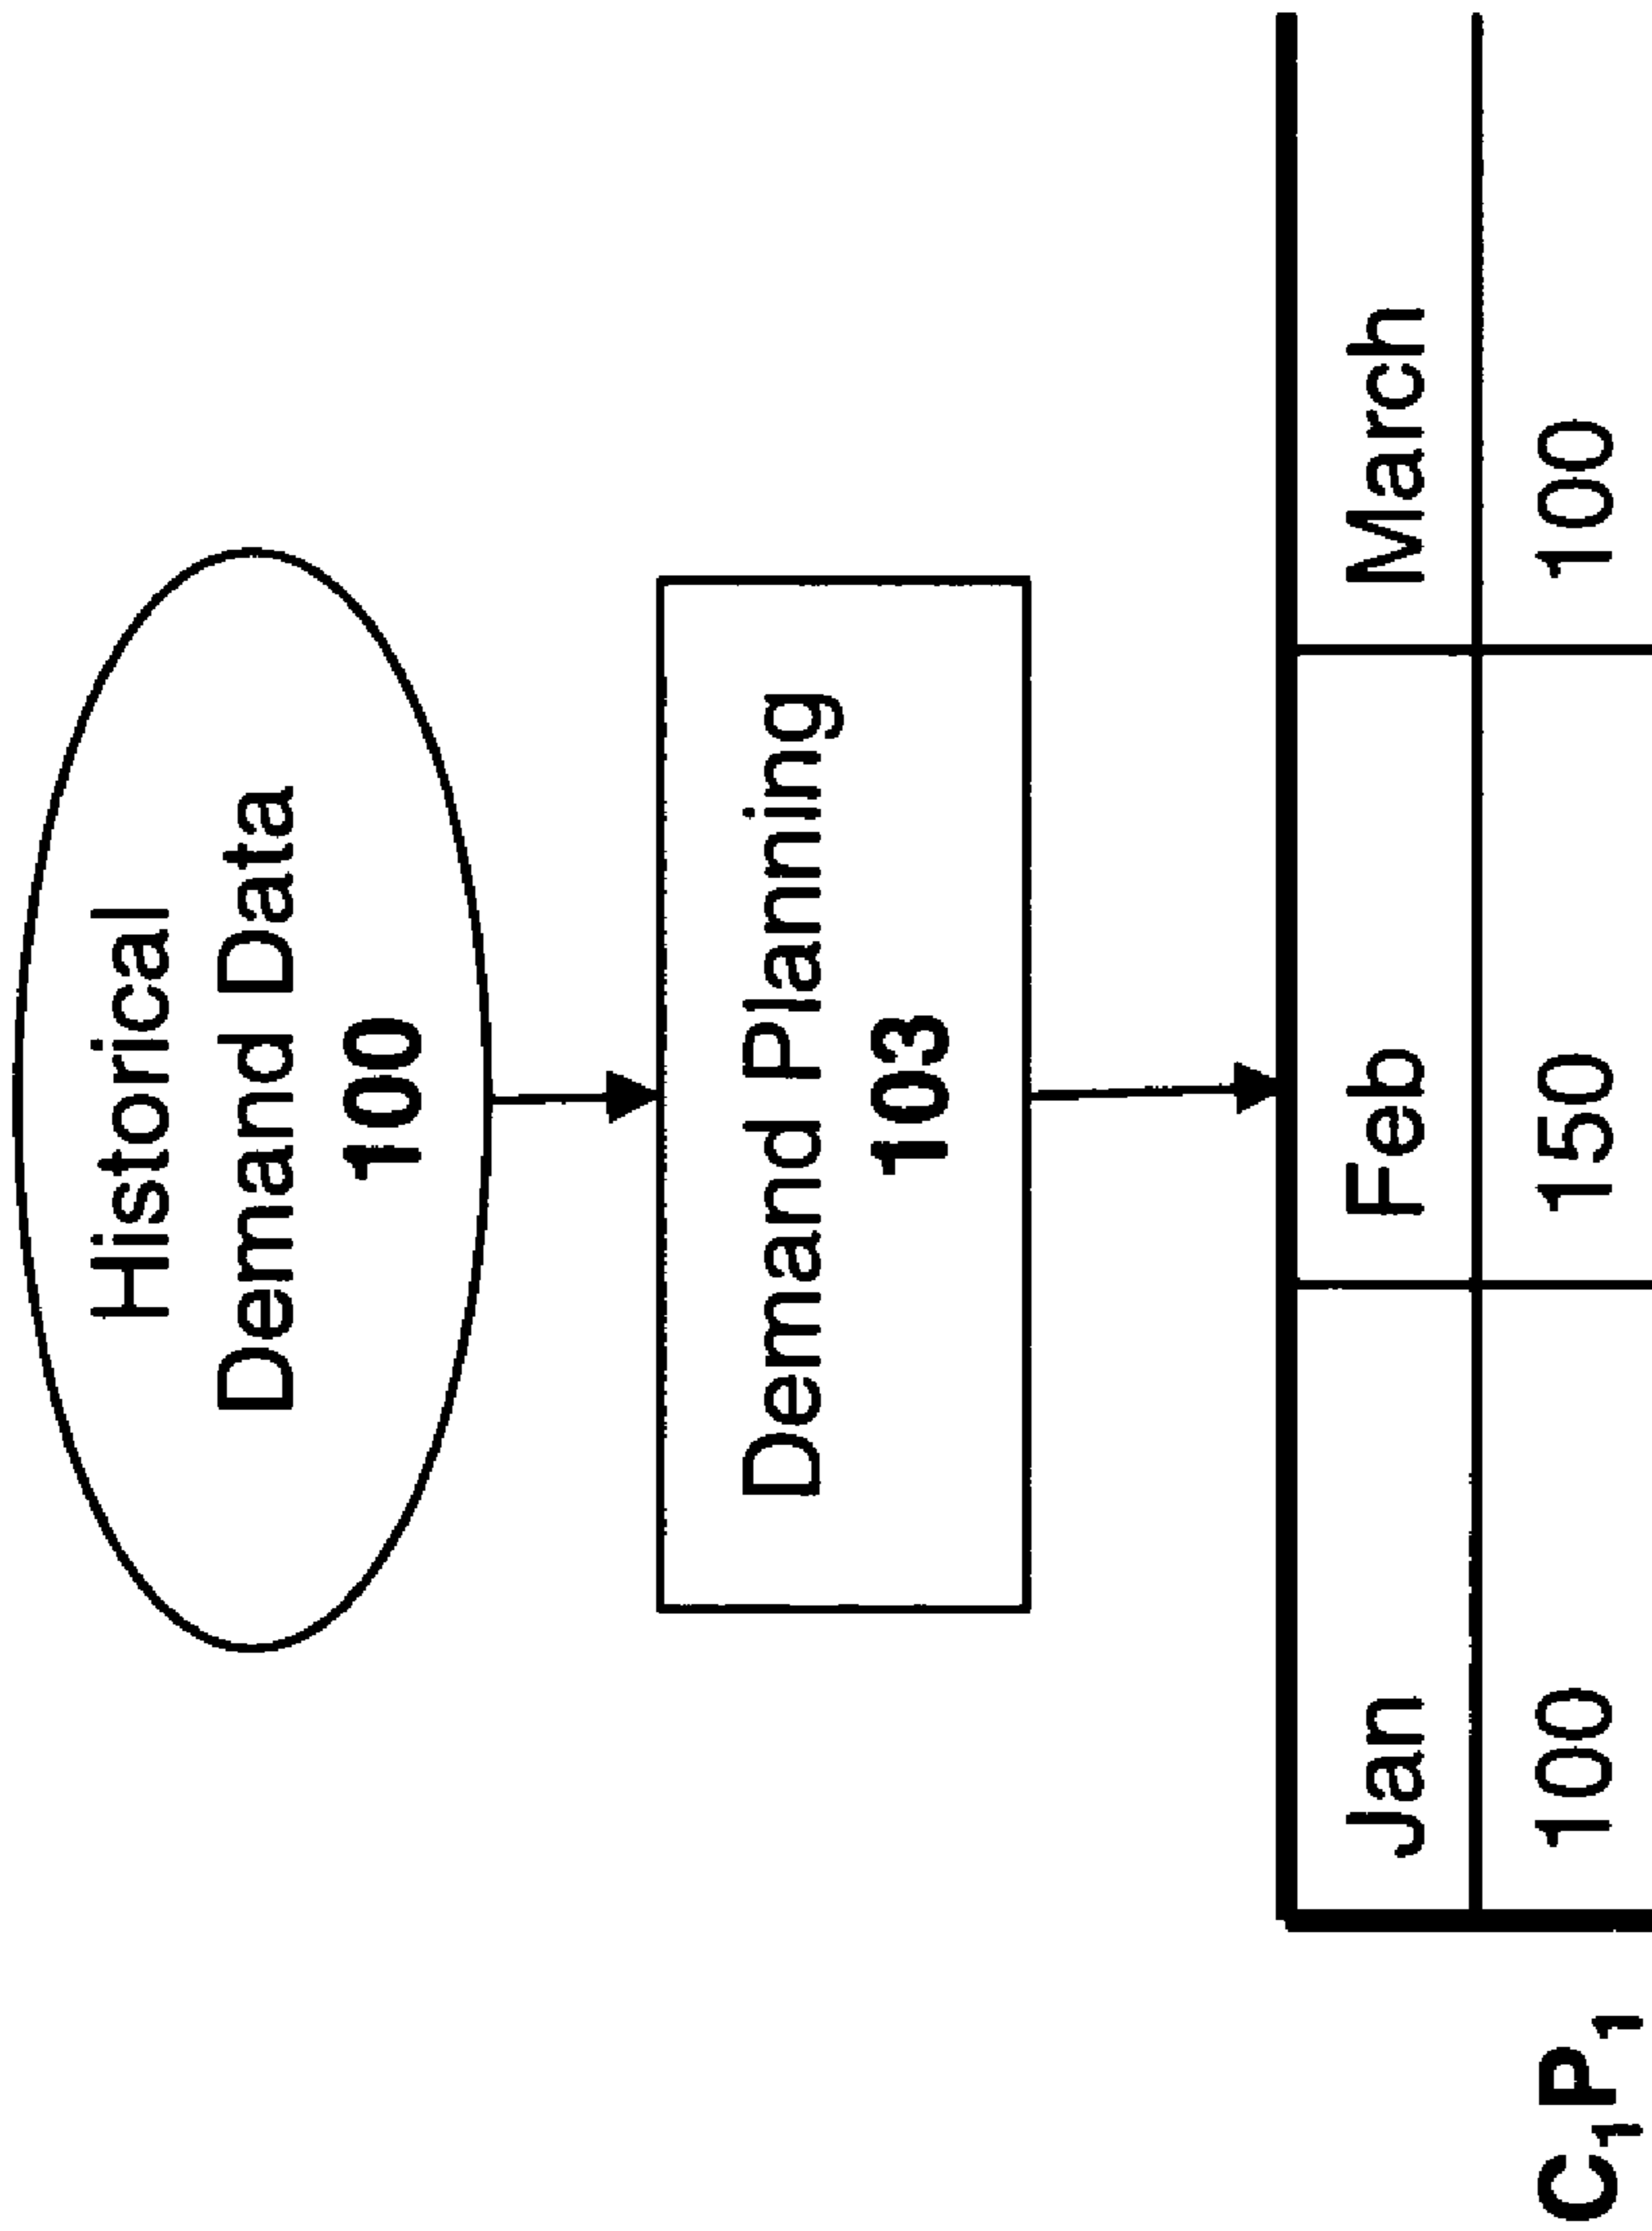 Historical
Demand Data
100
Demand Planning
103
Jan Feb March
C₁P₁ 100 150 100